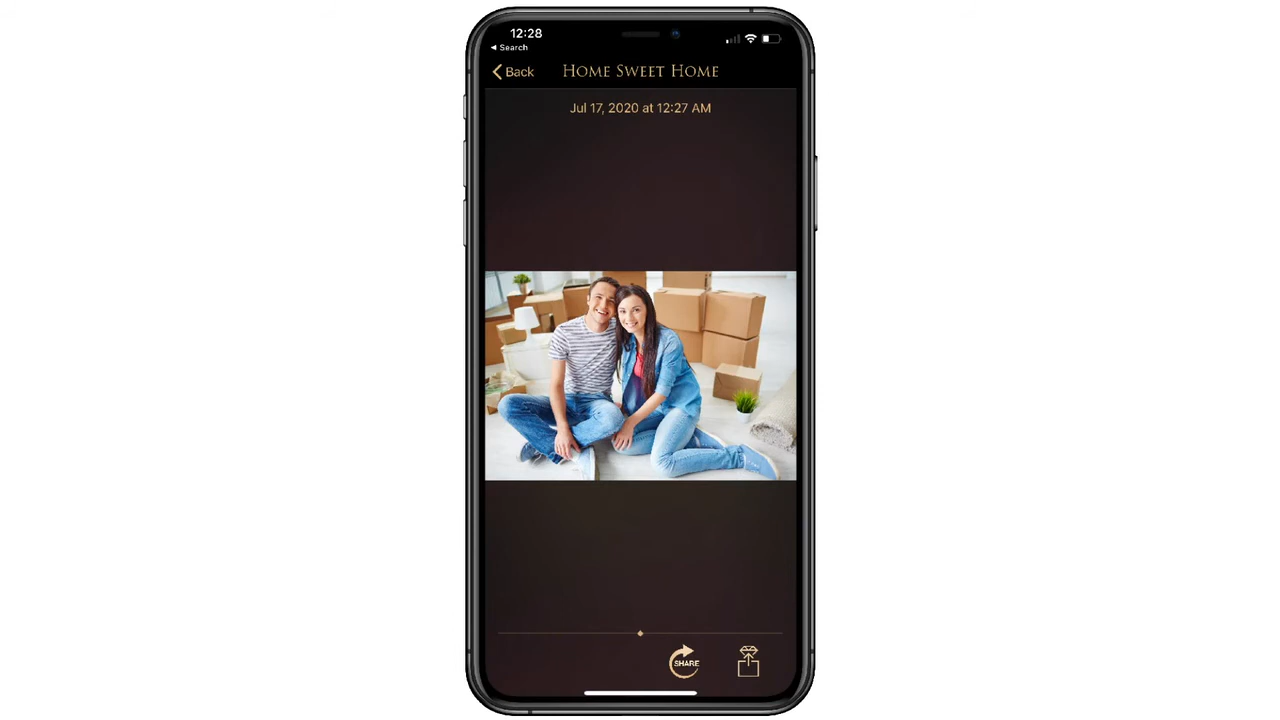 12:28
Search
Back
HOME SWEET HOME
Jul 17, 2020 at 12:27 AM
SHARE